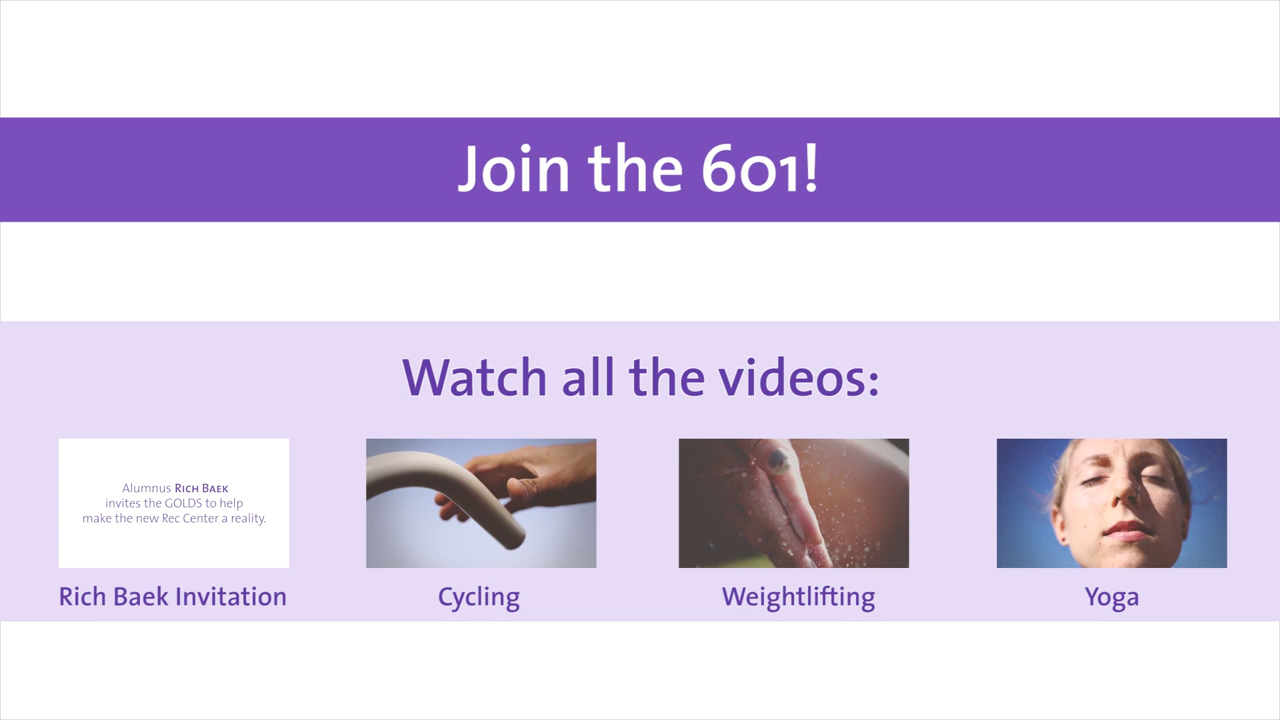 Join the 601!
Watch all the videos:
Alumnus RICH BAEK
invites the GOLDS to help
make the new Rec Center a reality.
Rich Baek Invitation
Cycling
Weightlifting
Yoga